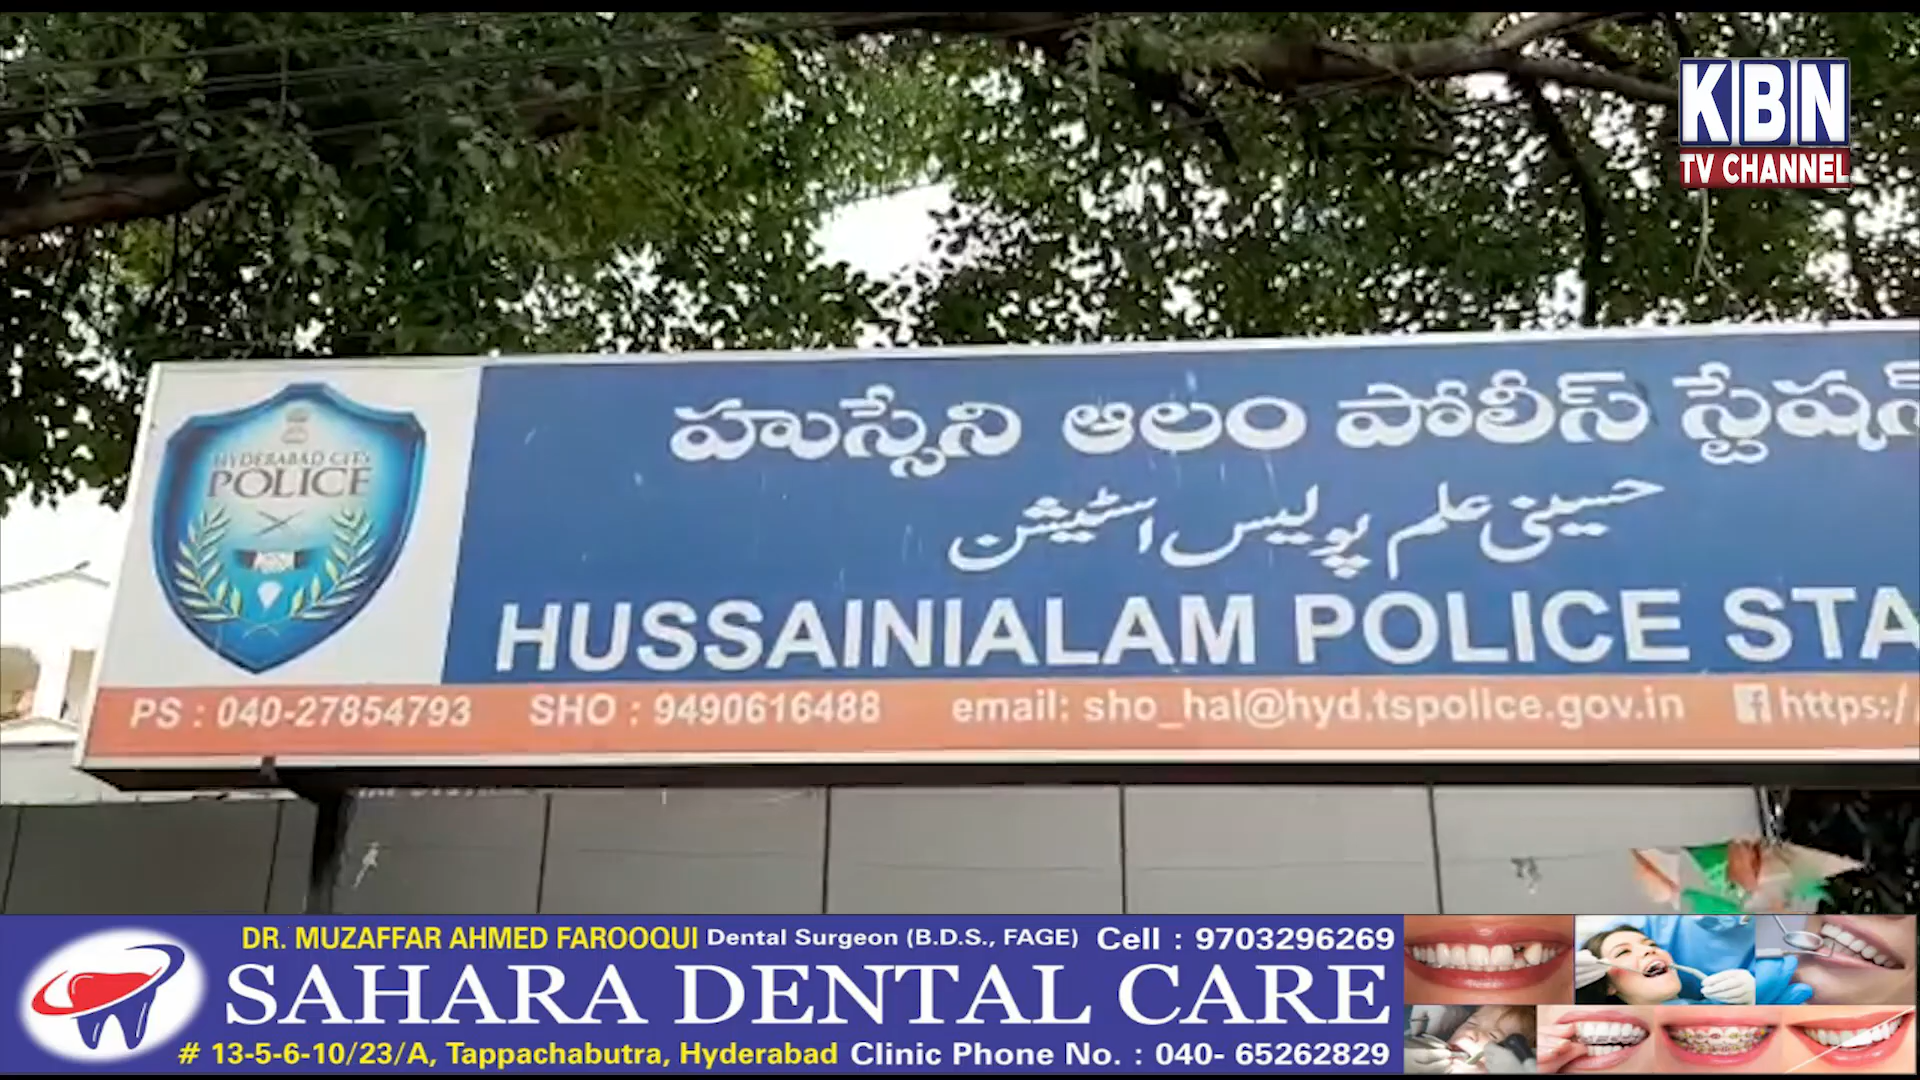 KBN
TV CHANNEL
HYDERABAD CITY
POLICE
హుస్సేని ఆలం పోలీస్ స్టేషన్
حسینی علم پولیس اسٹیشن
HUSSAINIALAM POLICE STA
PS : 040-27854793 SHO : 9490616488 email: sho_hal@hyd.tspolice.gov.in https:/
DR. MUZAFFAR AHMED FAROOQUI Dental Surgeon (B.D.S., FAGE) Cell : 9703296269
SAHARA DENTAL CARE
# 13-5-6-10/23/A, Tappachabutra, Hyderabad Clinic Phone No. : 040- 65262829